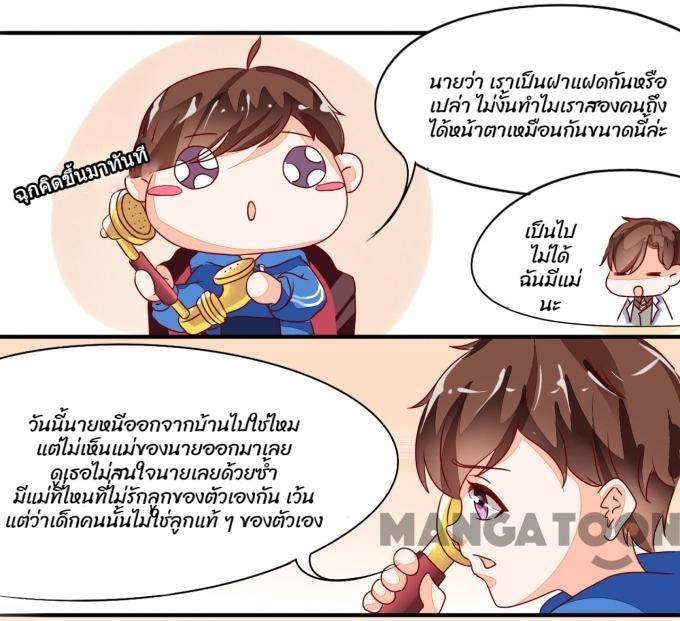 นายว่า เราเป็นฝาแฝดกันหรือ
เปล่า ไม่งั้นทำไมเราสองคนถึง
ได้หน้าตาเหมือนกันขนาดนี้ล่ะ
ฉุกคิดขึ้นมาทันที
เป็นไป
ไม่ได้
ฉันมีแม่
นะ
วันนี้นายหนีออกจากบ้านไปใช่ไหม
แต่ไม่เห็นแม่ของนายออกมาเลย
ดูเธอไม่สนใจนายเลยด้วยซ้ำ
มีแม่ที่ไหนที่ไม่รักลูกของตัวเองกัน เว้น
แต่ว่าเด็กคนนั้นไม่ใช่ลูกแท้ ๆ ของตัวเอง
MANGATOON